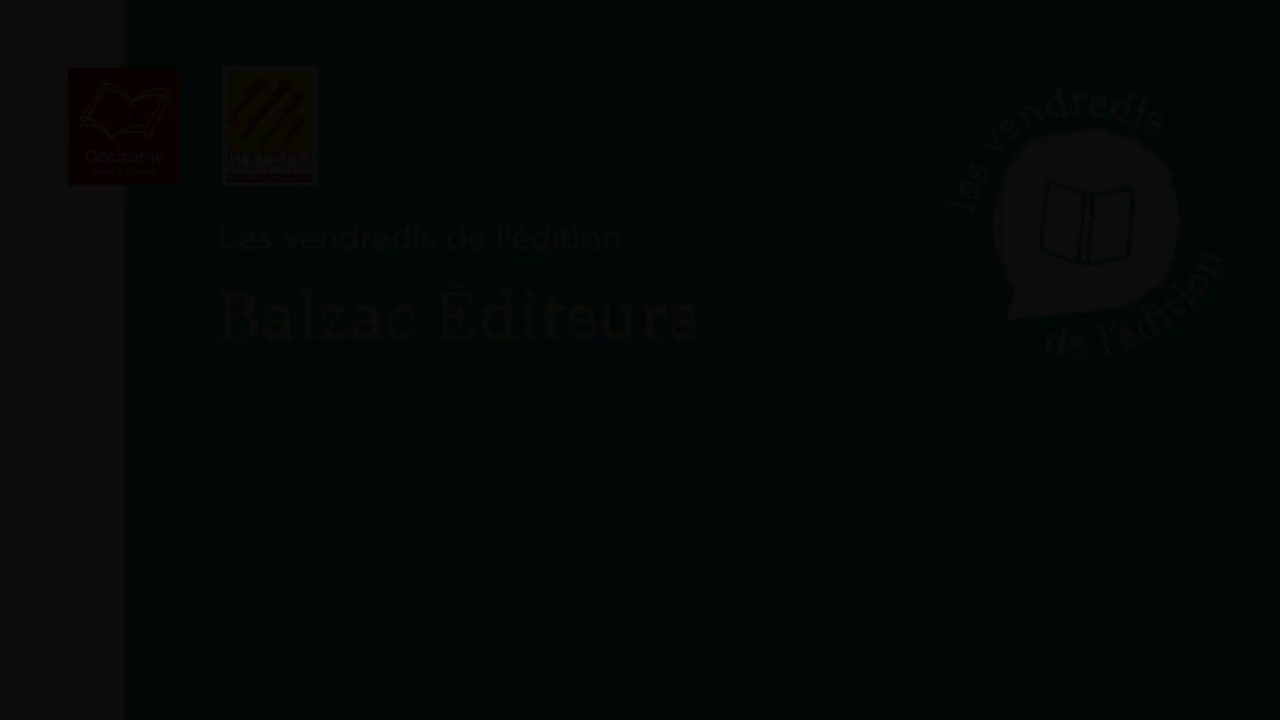 Occitanie
Les vendredis de l'édition
Balzac Éditeurs
les vendredis
de l'édition